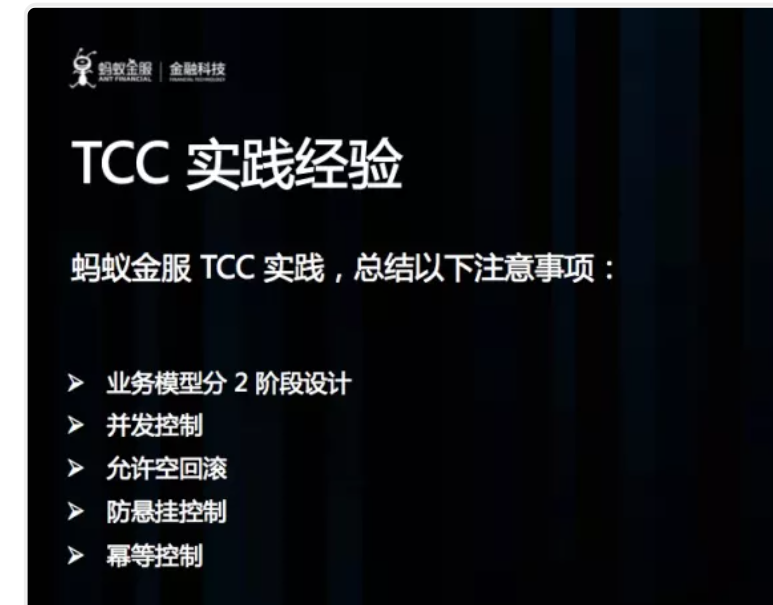 蚂蚁金服 | 金融科技
ANT FINANCIAL
TCC 实践经验
蚂蚁金服 TCC 实践，总结以下注意事项：
➢ 业务模型分 2 阶段设计
➢ 并发控制
➢ 允许空回滚
➢ 防悬挂控制
➢ 幂等控制